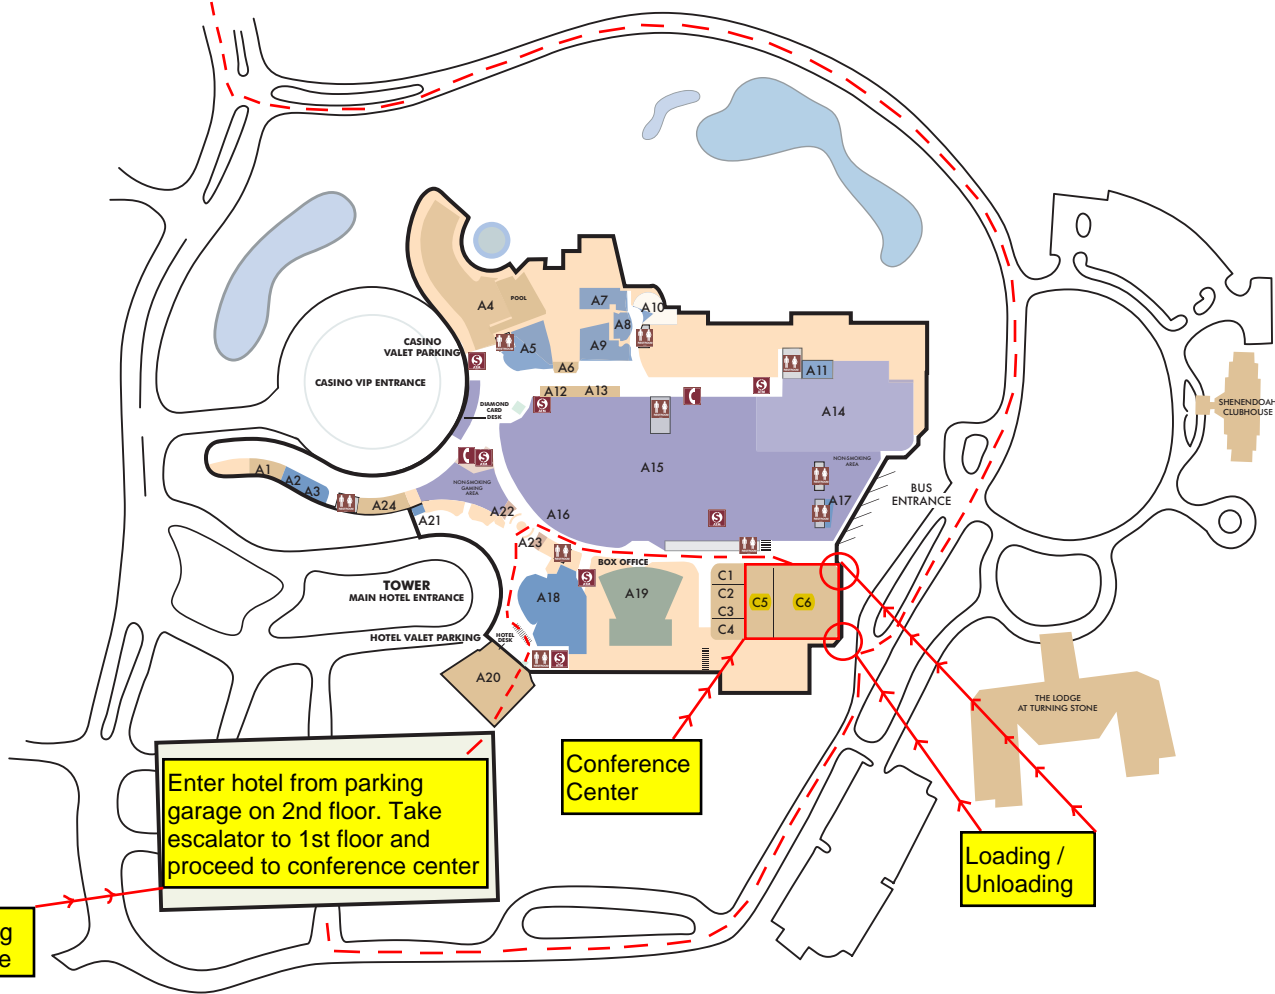 A4
POOL
A7
A10
A8
A9
A5
A6
CASINO
VALET PARKING
CASINO VIP ENTRANCE
A11
A12
A13
DIAMOND
CARD
DESK
A14
SHENENDOAH
CLUBHOUSE
A15
NON-SMOKING
AREA
A1
A2
A3
A24
NON-SMOKING
GAMING
AREA
A21
A22
A16
A17
BUS
ENTRANCE
A23
BOX OFFICE
TOWER
MAIN HOTEL ENTRANCE
A18
A19
C1
C2
C3
C4
C5
C6
HOTEL VALET PARKING
HOTEL
DESK
A20
THE LODGE
AT TURNING STONE
Enter hotel from parking
garage on 2nd floor. Take
escalator to 1st floor and
proceed to conference center
Conference
Center
Loading /
Unloading
g
e